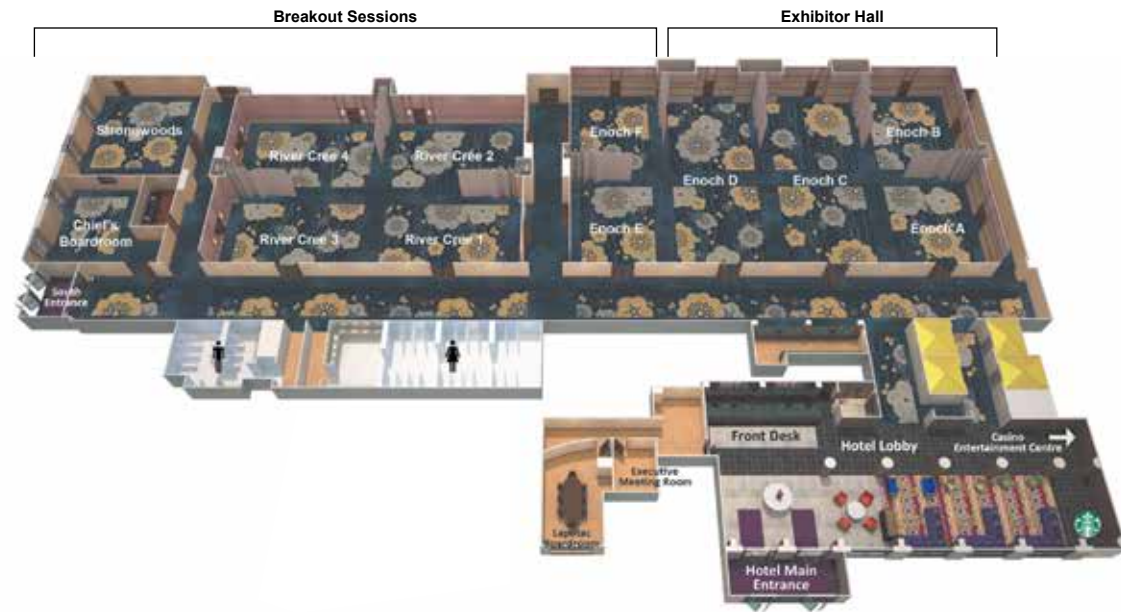 Breakout Sessions
Exhibitor Hall
Strongwoods
River Cree 4
River Cree 2
Enoch F
Enoch B
Enoch D
Enoch C
Chief's
Boardroom
River Cree 3
River Cree 1
Enoch E
Enoch A
South
Entrance
Front Desk
Hotel Lobby
Casino
Entertainment Centre
Executive
Meeting Room
Hotel Main
Entrance